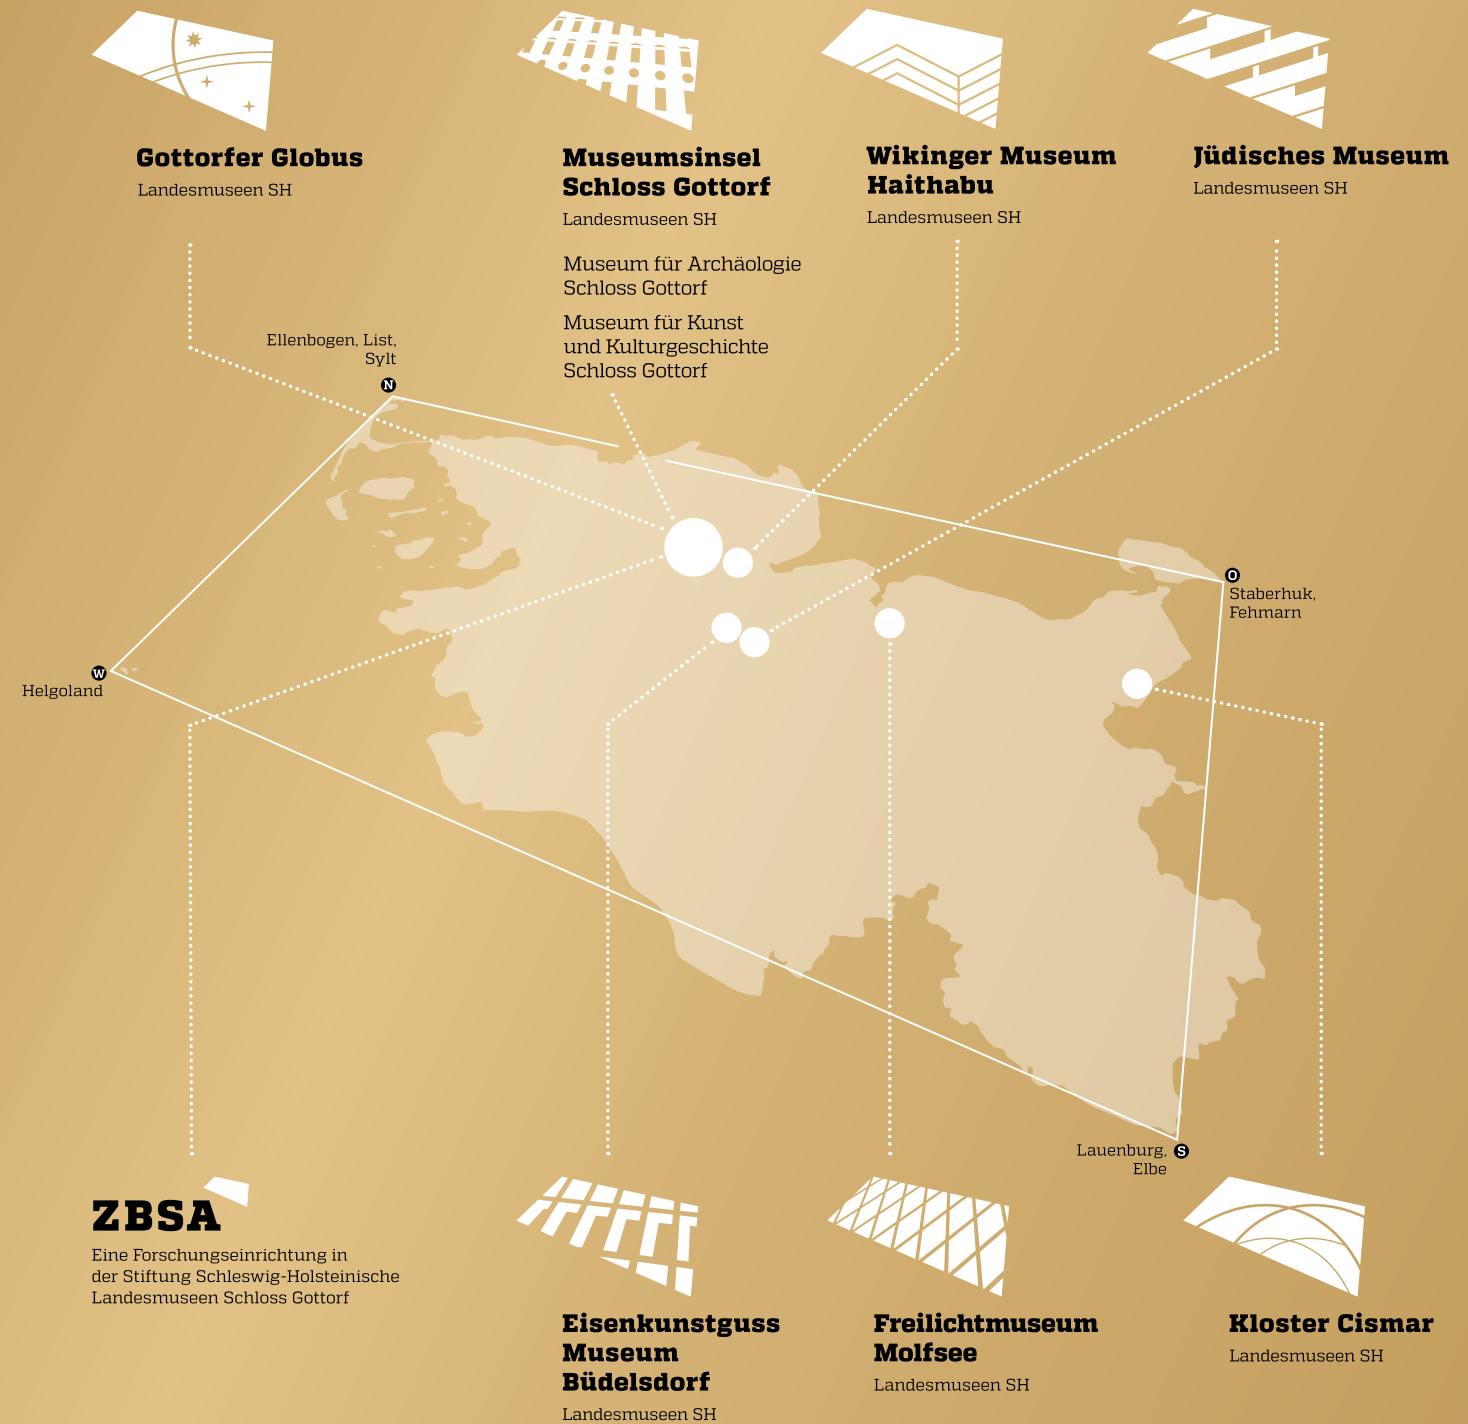 Gottorfer Globus
Landesmuseen SH
Museumsinsel
Schloss Gottorf
Landesmuseen SH
Museum für Archäologie
Schloss Gottorf
Museum für Kunst
und Kulturgeschichte
Schloss Gottorf
Wikinger Museum
Haithabu
Landesmuseen SH
Jüdisches Museum
Landesmuseen SH
Ellenbogen, List,
Sylt
N
O
Staberhuk,
Fehmarn
W
Helgoland
Lauenburg,
Elbe
S
ZBSA
Eine Forschungseinrichtung in
der Stiftung Schleswig-Holsteinische
Landesmuseen Schloss Gottorf
Eisenkunstguss
Museum
Büdelsdorf
Landesmuseen SH
Freilichtmuseum
Molfsee
Landesmuseen SH
Kloster Cismar
Landesmuseen SH